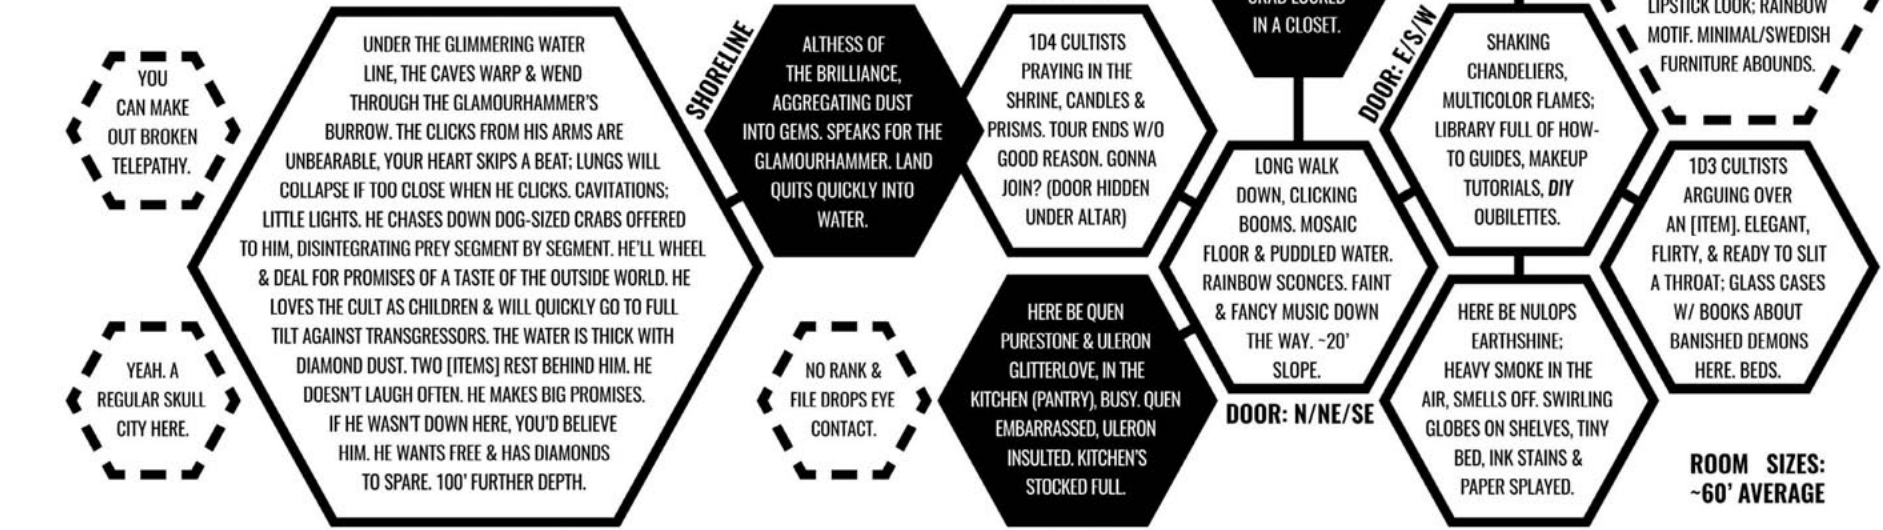 YOU
CAN MAKE
OUT BROKEN
TELEPATHY.
YEAH. A
REGULAR SKULL
CITY HERE.
UNDER THE GLIMMERING WATER
LINE, THE CAVES WARP & WEND
THROUGH THE GLAMOURHAMMER'S
BURROW. THE CLICKS FROM HIS ARMS ARE
UNBEARABLE, YOUR HEART SKIPS A BEAT; LUNGS WILL
COLLAPSE IF TOO CLOSE WHEN HE CLICKS. CAVITATIONS;
LITTLE LIGHTS. HE CHASES DOWN DOG-SIZED CRABS OFFERED
TO HIM, DISINTEGRATING PREY SEGMENT BY SEGMENT. HE'LL WHEEL
& DEAL FOR PROMISES OF A TASTE OF THE OUTSIDE WORLD. HE
LOVES THE CULT AS CHILDREN & WILL QUICKLY GO TO FULL
TILT AGAINST TRANSGRESSORS. THE WATER IS THICK WITH
DIAMOND DUST. TWO [ITEMS] REST BEHIND HIM. HE
DOESN'T LAUGH OFTEN. HE MAKES BIG PROMISES.
IF HE WASN'T DOWN HERE, YOU'D BELIEVE
HIM. HE WANTS FREE & HAS DIAMONDS
TO SPARE. 100' FURTHER DEPTH.
SHORELINE
ALTHESS OF
THE BRILLIANCE,
AGGREGATING DUST
INTO GEMS. SPEAKS FOR THE
GLAMOURHAMMER. LAND
QUITS QUICKLY INTO
WATER.
NO RANK &
FILE DROPS EYE
CONTACT.
1D4 CULTISTS
PRAYING IN THE
SHRINE, CANDLES &
PRISMS. TOUR ENDS W/O
GOOD REASON. GONNA
JOIN? (DOOR HIDDEN
UNDER ALTAR)
HERE BE QUEN
PURESTONE & ULERON
GLITTERLOVE, IN THE
KITCHEN (PANTRY), BUSY. QUEN
EMBARRASSED, ULERON
INSULTED. KITCHEN'S
STOCKED FULL.
IN A CLOSET.
LONG WALK
DOWN, CLICKING
BOOMS. MOSAIC
FLOOR & PUDDLED WATER.
RAINBOW SCONCES. FAINT
& FANCY MUSIC DOWN
THE WAY. ~20'
SLOPE.
DOOR: N/NE/SE
DOOR: E/S/W
SHAKING
CHANDELIERS,
MULTICOLOR FLAMES;
LIBRARY FULL OF HOW-
TO GUIDES, MAKEUP
TUTORIALS, DIY
OUBILETTES.
HERE BE NULOPS
EARTHSHINE;
HEAVY SMOKE IN THE
AIR, SMELLS OFF. SWIRLING
GLOBES ON SHELVES, TINY
BED, INK STAINS &
PAPER SPLAYED.
LIPSTICK LOOK; RAINBOW
MOTIF. MINIMAL/SWEDISH
FURNITURE ABOUNDS.
1D3 CULTISTS
ARGUING OVER
AN [ITEM]. ELEGANT,
FLIRTY, & READY TO SLIT
A THROAT; GLASS CASES
W/ BOOKS ABOUT
BANISHED DEMONS
HERE. BEDS.
ROOM SIZES:
~60' AVERAGE